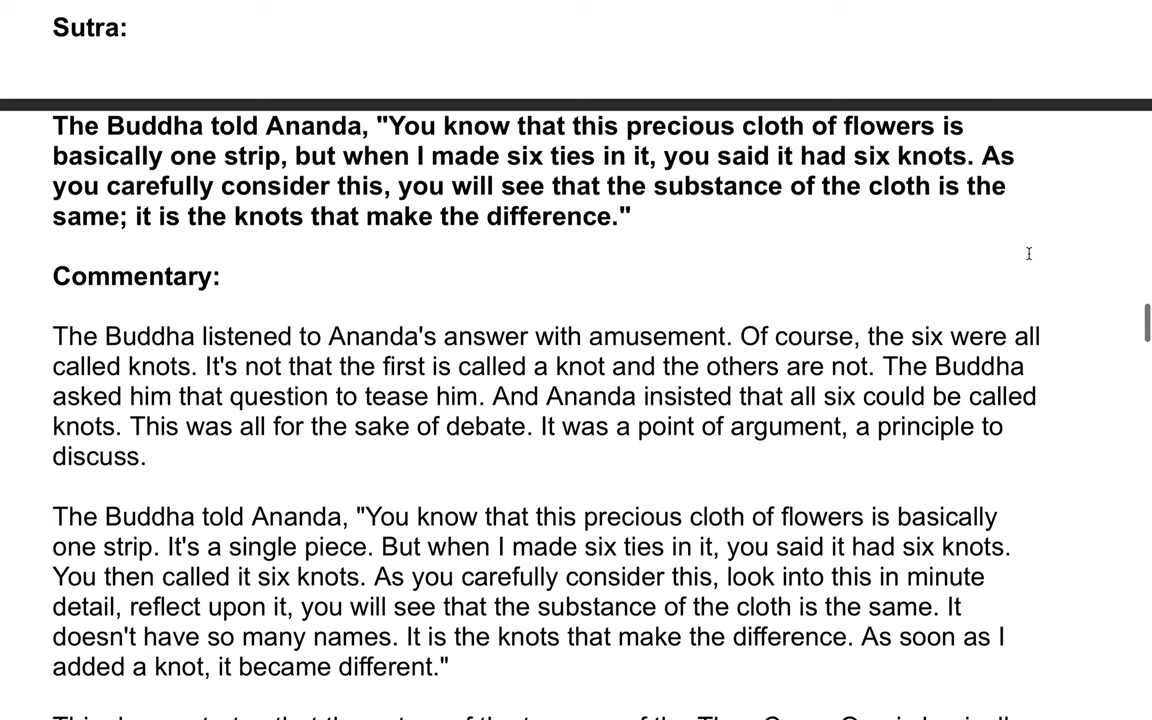 Sutra:
The Buddha told Ananda, "You know that this precious cloth of flowers is
basically one strip, but when I made six ties in it, you said it had six knots. As
you carefully consider this, you will see that the substance of the cloth is the
same; it is the knots that make the difference."
Commentary:
The Buddha listened to Ananda's answer with amusement. Of course, the six were all
called knots. It's not that the first is called a knot and the others are not. The Buddha
asked him that question to tease him. And Ananda insisted that all six could be called
knots. This was all for the sake of debate. It was a point of argument, a principle to
discuss.
The Buddha told Ananda, "You know that this precious cloth of flowers is basically
one strip. It's a single piece. But when I made six ties in it, you said it had six knots.
You then called it six knots. As you carefully consider this, look into this in minute
detail, reflect upon it, you will see that the substance of the cloth is the same. It
doesn't have so many names. It is the knots that make the difference. As soon as I
added a knot, it became different."